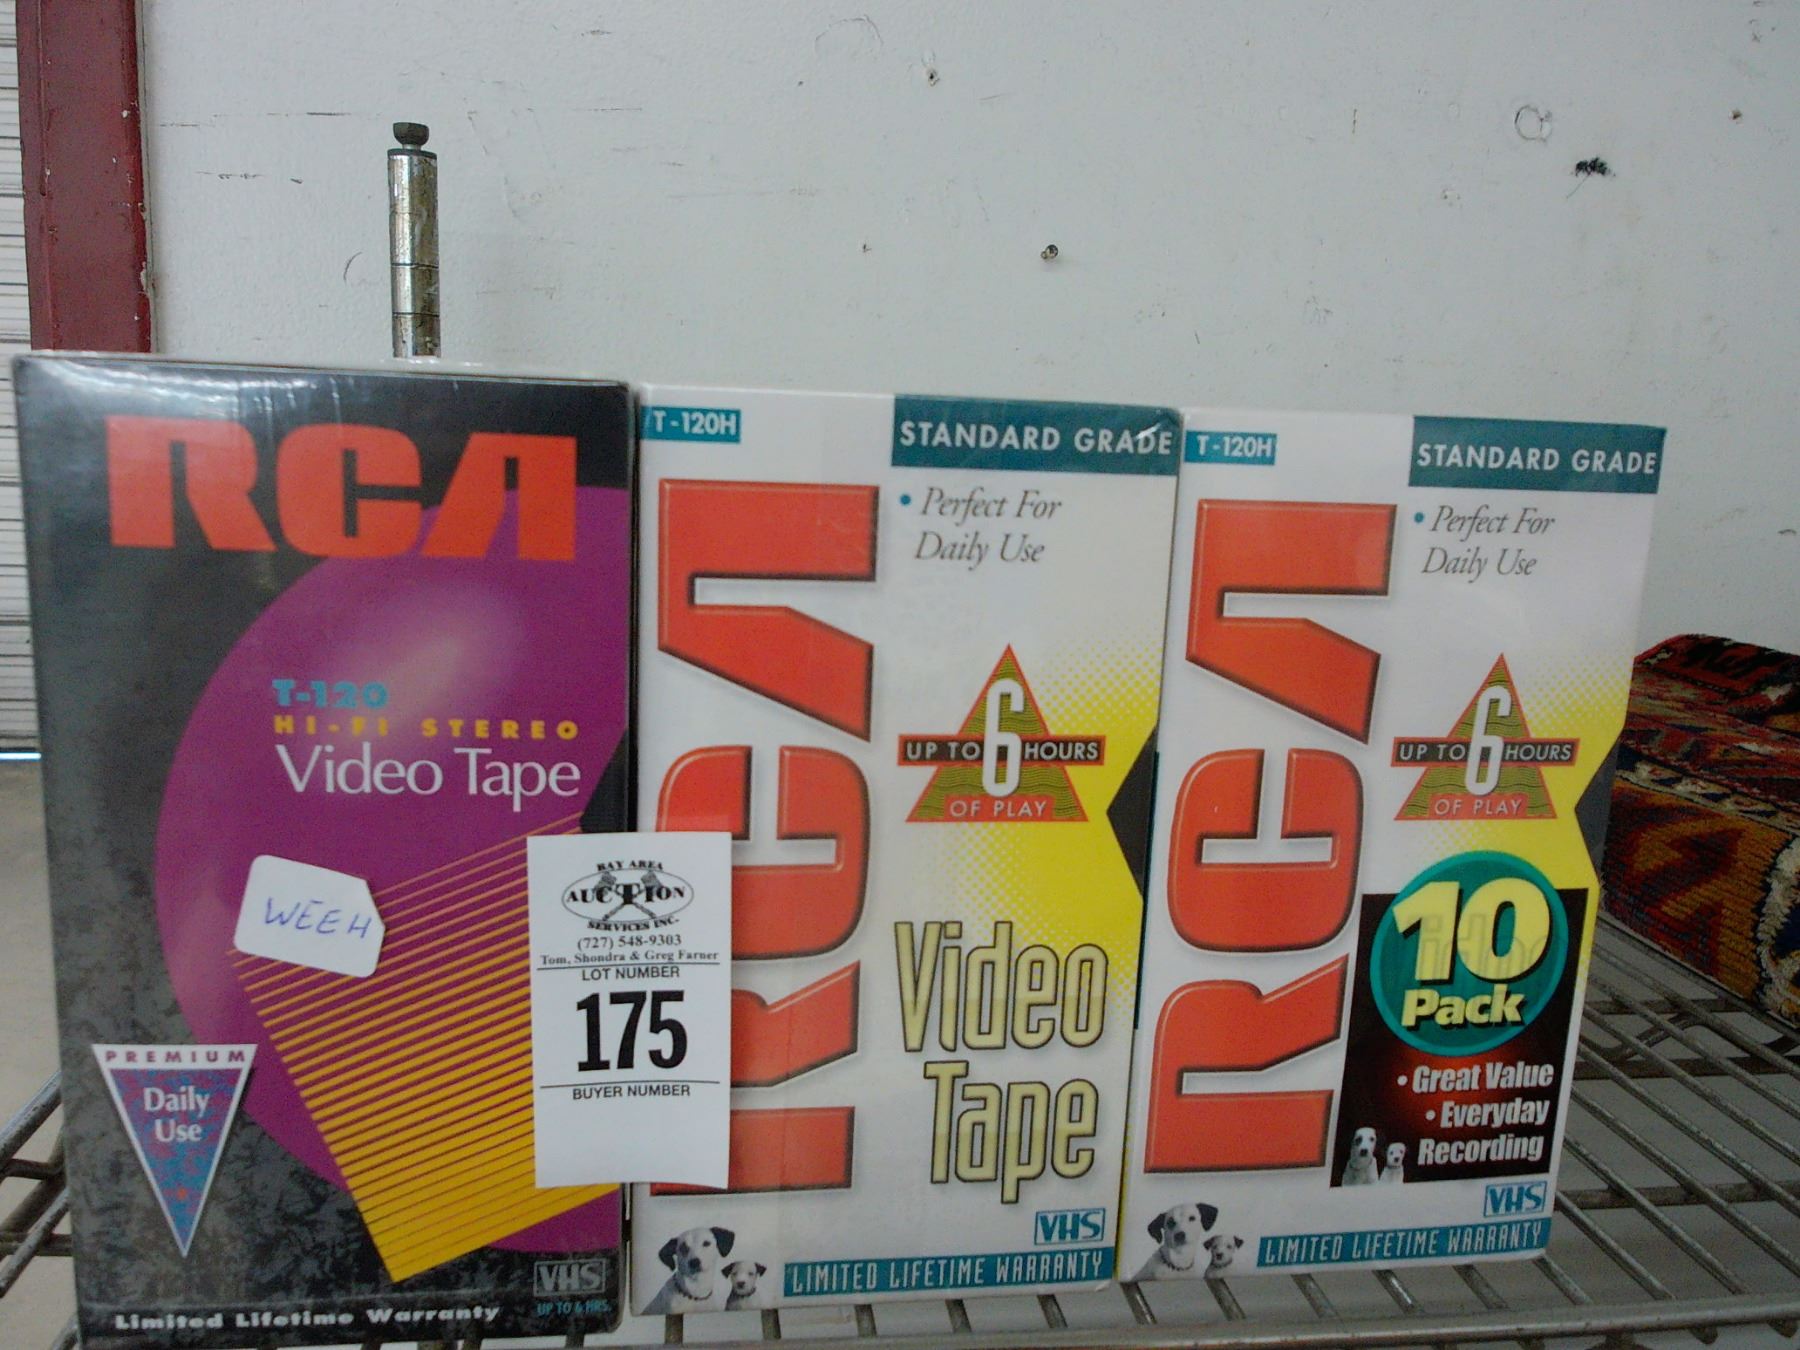 RCA
T-120
HI-FI STEREO
Video Tape
WEEH
PREMIUM
Daily
Use
VHS
UP TO 6 HRS.
Limited Lifetime Warranty
BAY AREA
AUCTION
SERVICES INC.
(727) 548-9303
Tom, Shondra & Greg Farner
LOT NUMBER
175
BUYER NUMBER
T-120H
STANDARD GRADE
• Perfect For
Daily Use
RCA
UP TO 6 HOURS
OF PLAY
Video
Tape
VHS
LIMITED LIFETIME WARRANTY
T-120H
STANDARD GRADE
• Perfect For
Daily Use
RCA
UP TO 6 HOURS
OF PLAY
10
Pack
• Great Value
• Everyday
Recording
VHS
LIMITED LIFETIME WARRANTY